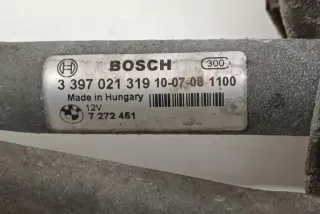 BOSCH 300
3 397 021 319 10-07-08 1100
Made in Hungary
12V
7 272 451